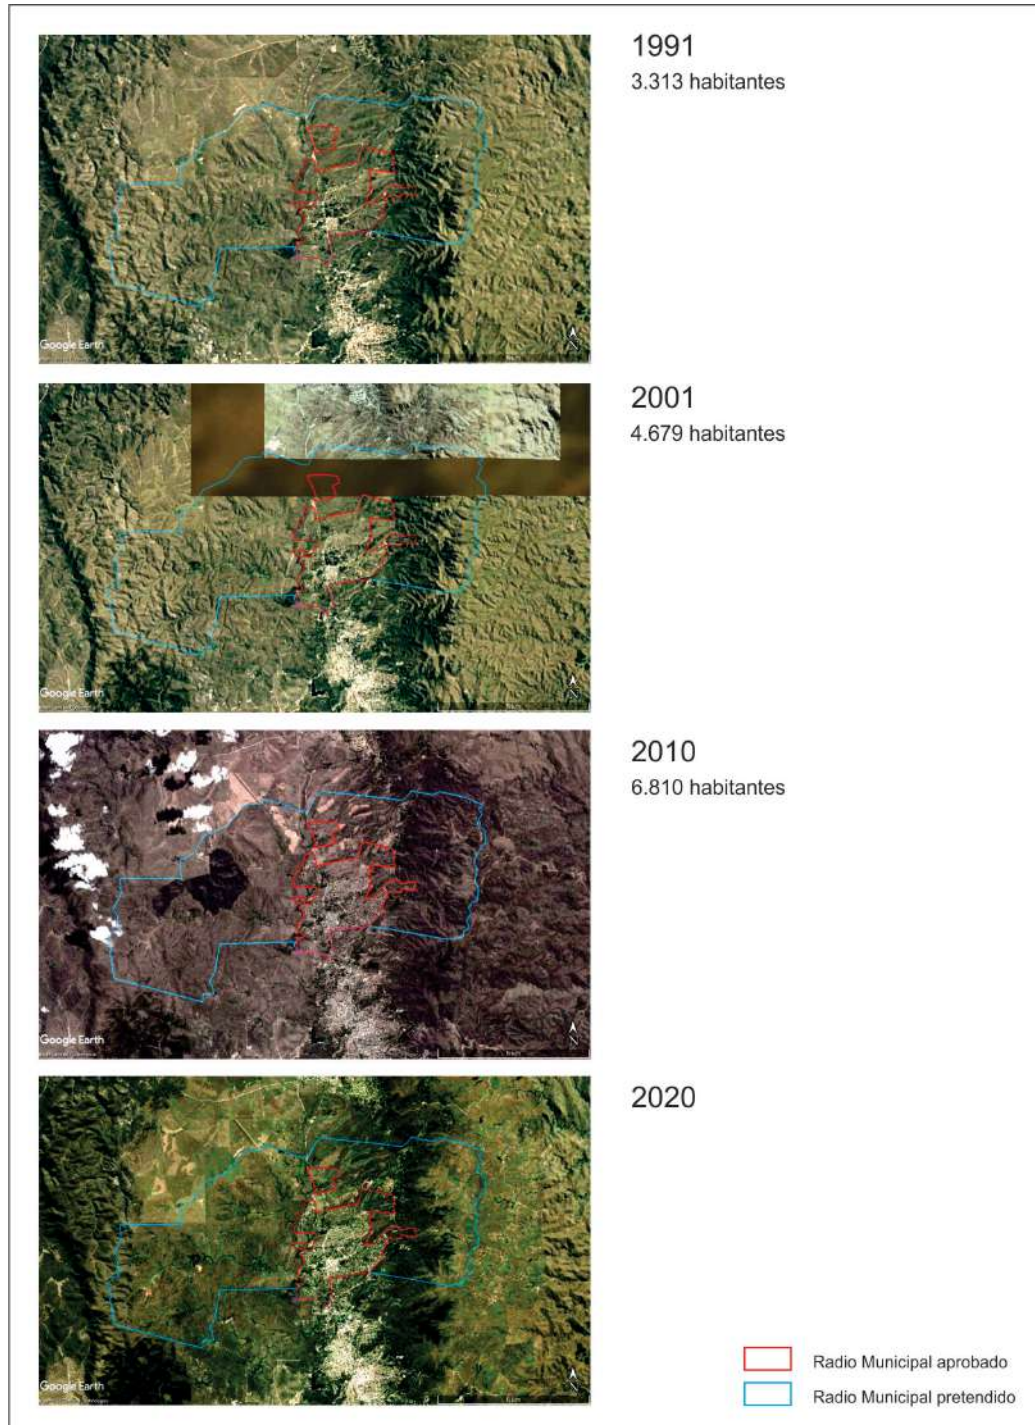 1991
3.313 habitantes
Google Earth
N
2001
4.679 habitantes
Google Earth
N
2010
6.810 habitantes
Google Earth
N
2020
Google Earth
N
Radio Municipal aprobado
Radio Municipal pretendido